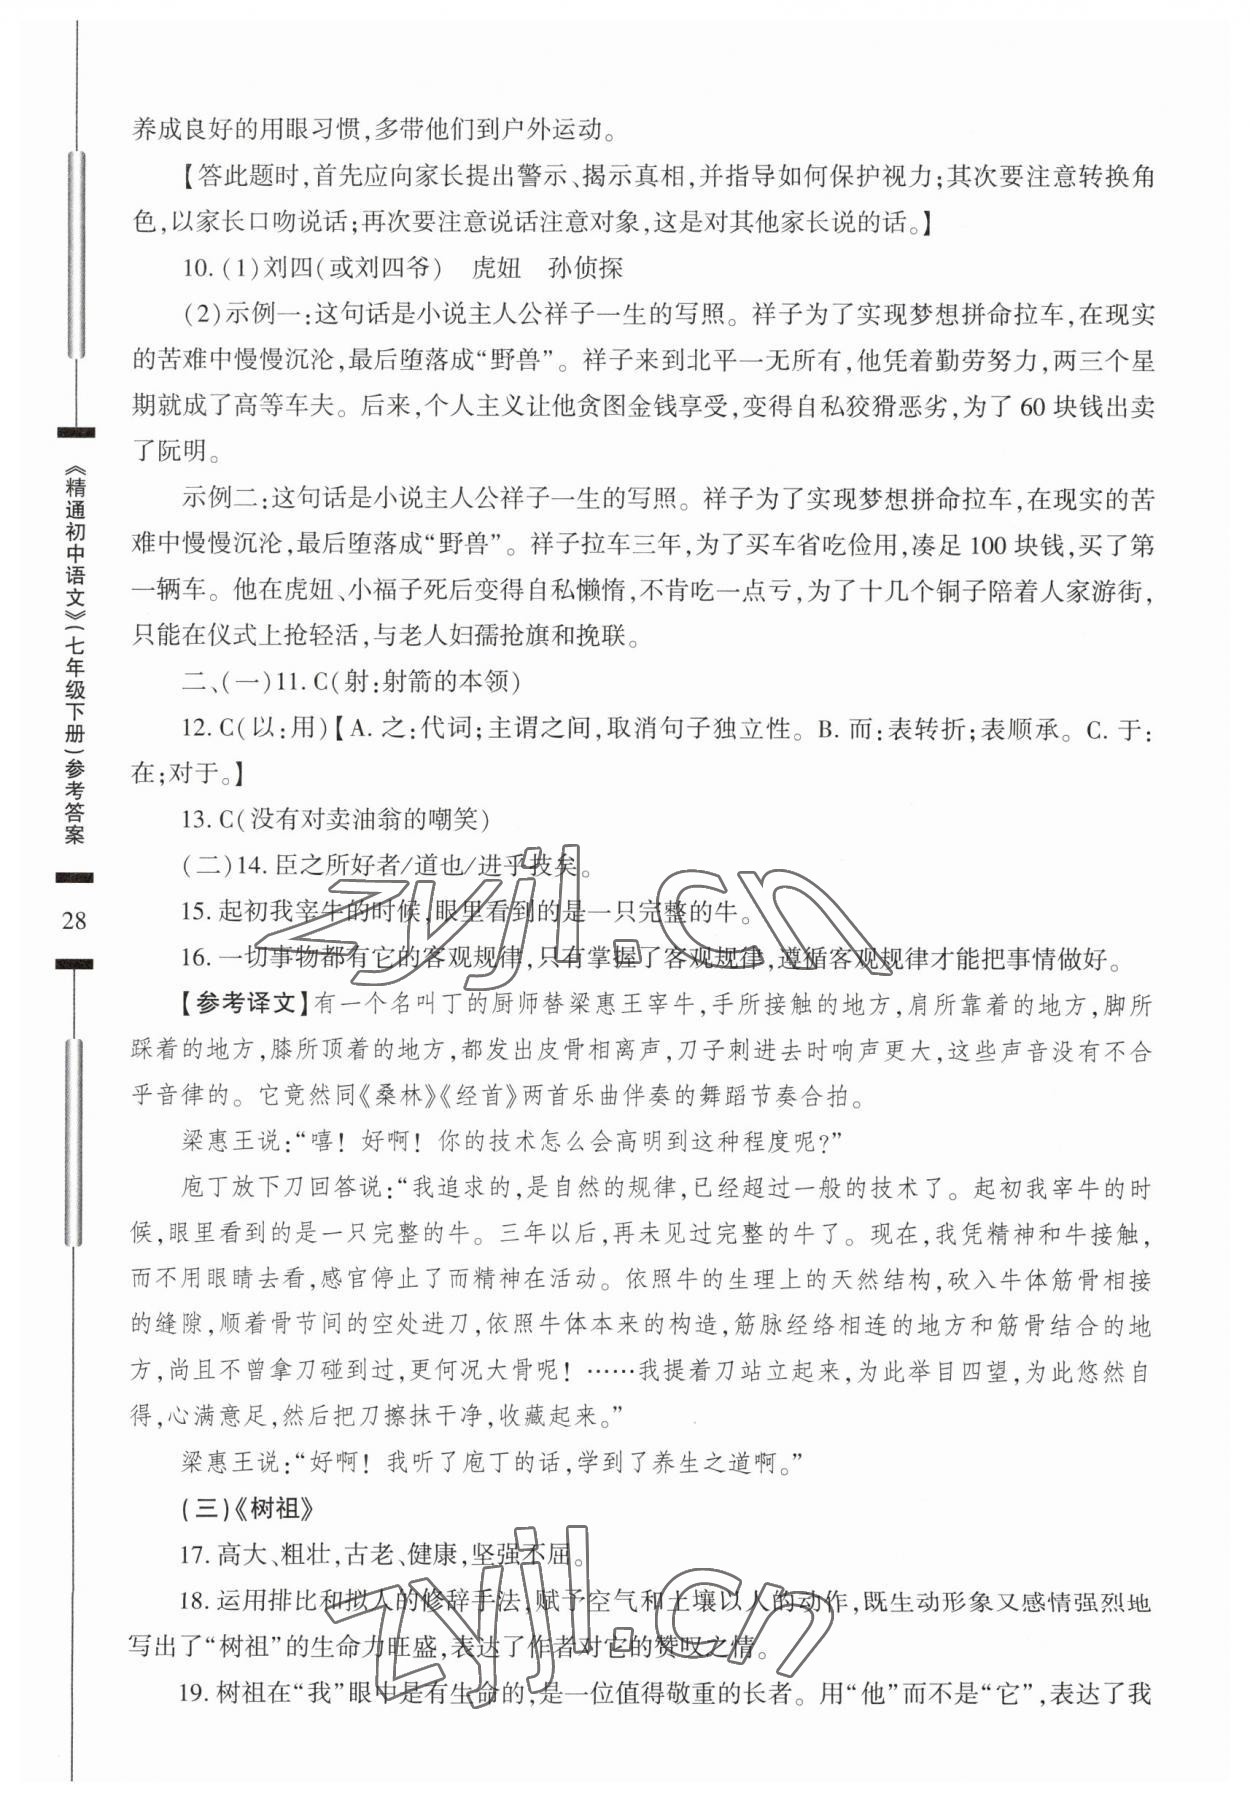 养成良好的用眼习惯,多带他们到户外运动。
【答此题时,首先应向家长提出警示、揭示真相,并指导如何保护视力;其次要注意转换角
色,以家长口吻说话;再次要注意说话注意对象,这是对其他家长说的话。】
10. (1)刘四(或刘四爷) 虎妞 孙侦探
(2)示例一:这句话是小说主人公祥子一生的写照。祥子为了实现梦想拼命拉车,在现实
的苦难中慢慢沉沦,最后堕落成“野兽”。祥子来到北平一无所有,他凭着勤劳努力,两三个星
期就成了高等车夫。后来,个人主义让他贪图金钱享受,变得自私狡猾恶劣,为了 60 块钱出卖
了阮明。
示例二:这句话是小说主人公祥子一生的写照。祥子为了实现梦想拼命拉车,在现实的苦
难中慢慢沉沦,最后堕落成“野兽”。祥子拉车三年,为了买车省吃俭用,凑足 100 块钱,买了第
一辆车。他在虎妞、小福子死后变得自私懒惰,不肯吃一点亏,为了十几个铜子陪着人家游街,
只能在仪式上抢轻活,与老人妇孺抢旗和挽联。
二、(一)11. C(射:射箭的本领)
12. C(以:用)【A. 之:代词;主谓之间,取消句子独立性。B. 而:表转折;表顺承。C. 于:
在;对于。】
13. C(没有对卖油翁的嘲笑)
(二)14. 臣之所好者/道也/进乎技矣。
15. 起初我宰牛的时候,眼里看到的是一只完整的牛。
16. 一切事物都有它的客观规律,只有掌握了客观规律,遵循客观规律才能把事情做好。
【参考译文】有一个名叫丁的厨师替梁惠王宰牛,手所接触的地方,肩所靠着的地方,脚所
踩着的地方,膝所顶着的地方,都发出皮骨相离声,刀子刺进去时响声更大,这些声音没有不合
乎音律的。它竟然同《桑林》《经首》两首乐曲伴奏的舞蹈节奏合拍。
梁惠王说:“嘻!好啊!你的技术怎么会高明到这种程度呢?”
庖丁放下刀回答说:“我追求的,是自然的规律,已经超过一般的技术了。起初我宰牛的时
候,眼里看到的是一只完整的牛。三年以后,再未见过完整的牛了。现在,我凭精神和牛接触,
而不用眼睛去看,感官停止了而精神在活动。依照牛的生理上的天然结构,砍入牛体筋骨相接
的缝隙,顺着骨节间的空处进刀,依照牛体本来的构造,筋脉经络相连的地方和筋骨结合的地
方,尚且不曾拿刀碰到过,更何况大骨呢!……我提着刀站立起来,为此举目四望,为此悠然自
得,心满意足,然后把刀擦抹干净,收藏起来。”
梁惠王说:“好啊!我听了庖丁的话,学到了养生之道啊。”
(三)《树祖》
17. 高大、粗壮,古老、健康,坚强不屈。
18. 运用排比和拟人的修辞手法,赋予空气和土壤以人的动作,既生动形象又感情强烈地
写出了“树祖”的生命力旺盛,表达了作者对它的赞叹之情。
19. 树祖在“我”眼中是有生命的,是一位值得敬重的长者。用“他”而不是“它”,表达了我
《精通初中语文》(七年级下册)参考答案
28
zyjl.cn
zyjl.cn